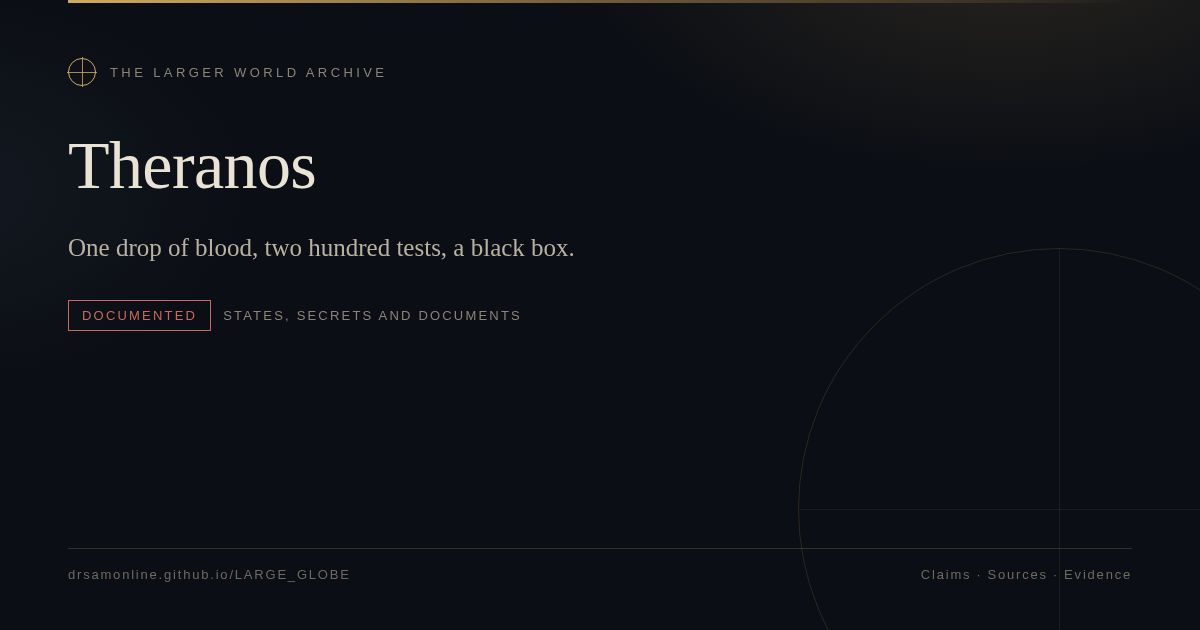 THE LARGER WORLD ARCHIVE
Theranos
One drop of blood, two hundred tests, a black box.
DOCUMENTED STATES, SECRETS AND DOCUMENTS
drsamonline.github.io/LARGE_GLOBE Claims · Sources · Evidence